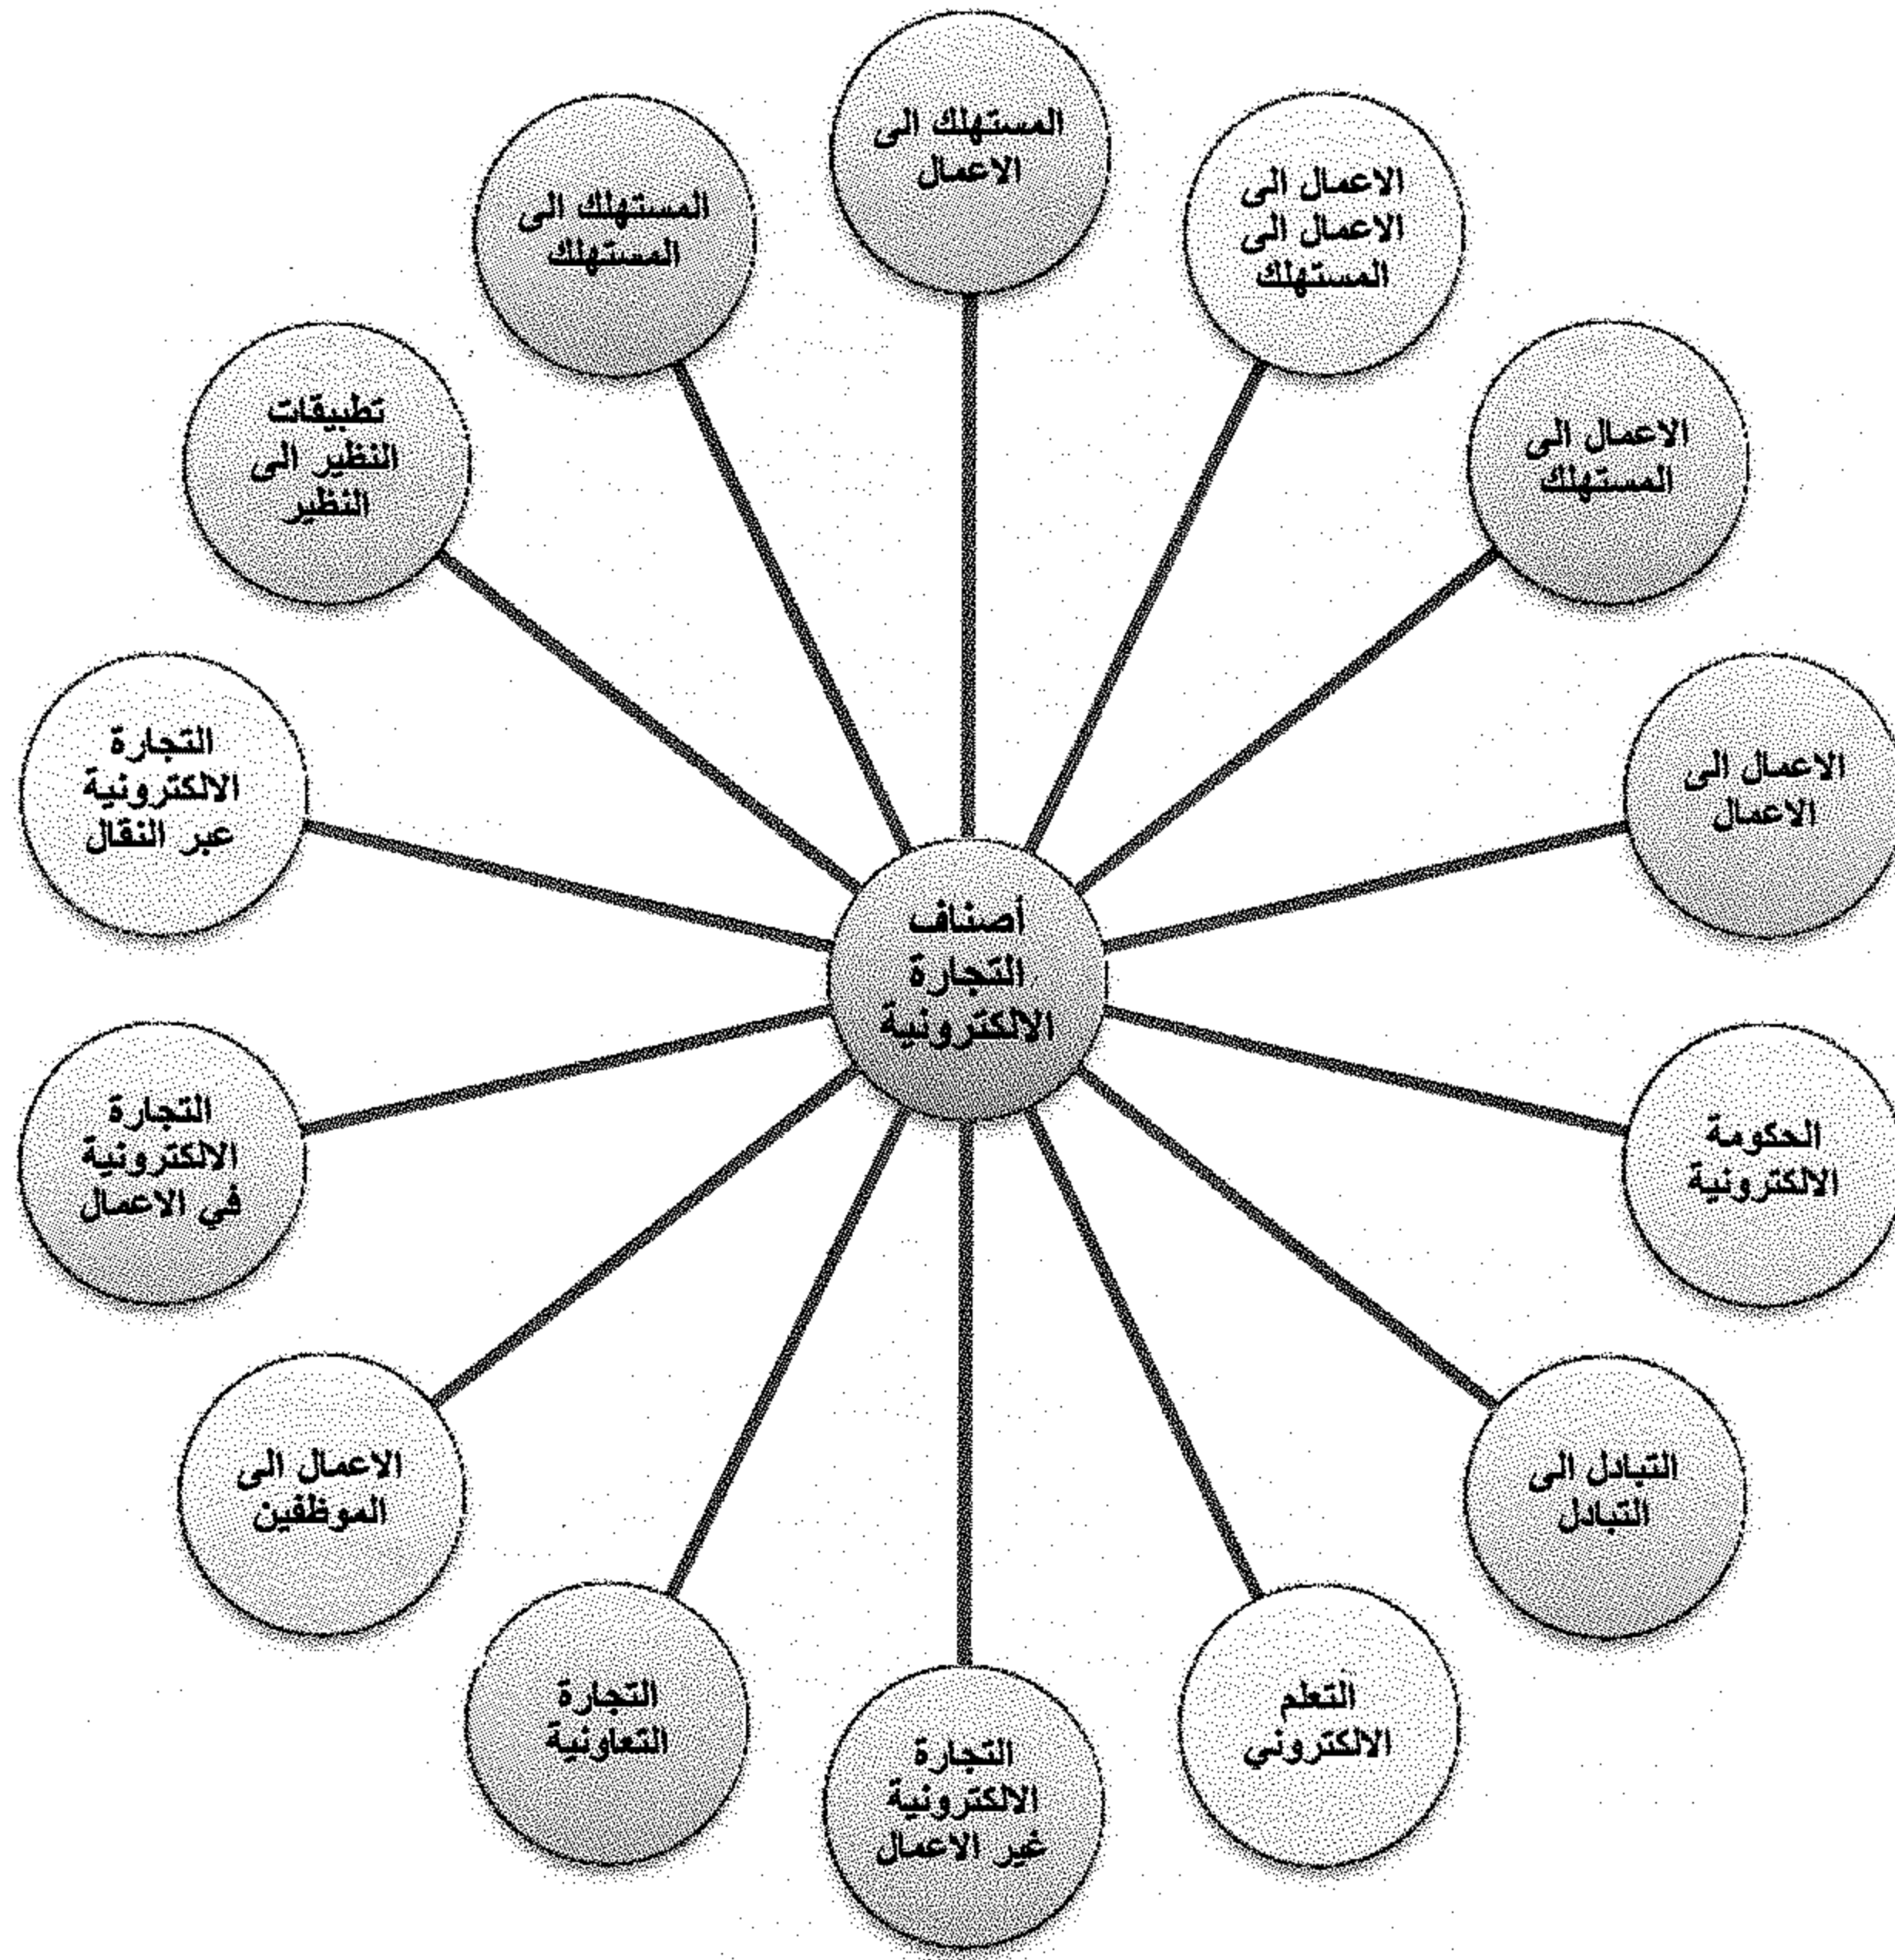 المستهلك الى
الاعمال
الاعمال الى
الاعمال الى
المستهلك
الاعمال الى
المستهلك
الاعمال الى
الاعمال
الحكومة
الالكترونية
التبادل الى
التبادل
التعلم
الالكتروني
التجارة
الالكترونية
غير الاعمال
التجارة
التعاونية
الاعمال الى
الموظفين
التجارة
الالكترونية
في الاعمال
التجارة
الالكترونية
عبر النقال
تطبيقات
النظير الى
النظير
المستهلك الى
المستهلك
أصناف
التجارة
الالكترونية